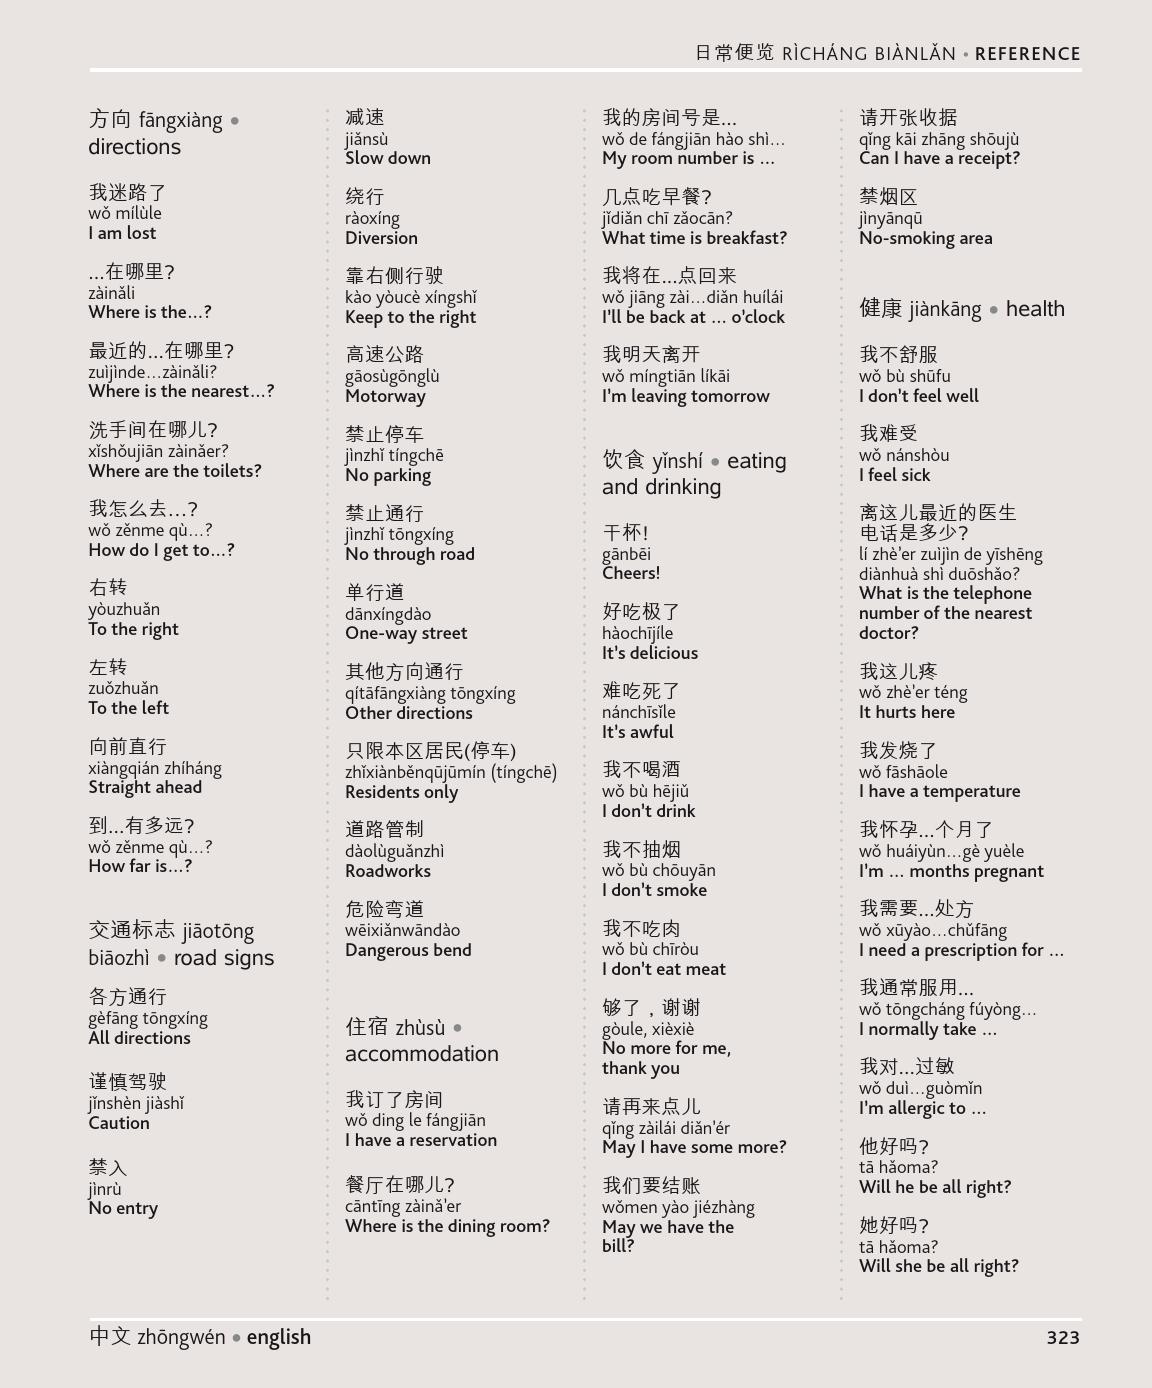 日常便览 RÌCHÁNG BIÀNLǍN • REFERENCE
方向 fāngxiàng •
directions
我迷路了
wǒ mílùle
I am lost
...在哪里?
zàinǎli
Where is the...?
最近的...在哪里?
zuìjìnde...zàinǎli?
Where is the nearest...?
洗手间在哪儿?
xǐshǒujiān zàinǎer?
Where are the toilets?
我怎么去...?
wǒ zěnme qù...?
How do I get to...?
右转
yòuzhuǎn
To the right
左转
zuǒzhuǎn
To the left
向前直行
xiàngqián zhíháng
Straight ahead
到...有多远?
wǒ zěnme qù...?
How far is...?
交通标志 jiāotōng
biāozhì • road signs
各方通行
gèfāng tōngxíng
All directions
谨慎驾驶
jǐnshèn jiàshǐ
Caution
禁入
jìnrù
No entry
减速
jiǎnsù
Slow down
绕行
ràoxíng
Diversion
靠右侧行驶
kào yòucè xíngshǐ
Keep to the right
高速公路
gāosùgōnglù
Motorway
禁止停车
jìnzhǐ tíngchē
No parking
禁止通行
jìnzhǐ tōngxíng
No through road
单行道
dānxíngdào
One-way street
其他方向通行
qítāfāngxiàng tōngxíng
Other directions
只限本区居民(停车)
zhǐxiànběnqūjūmín (tíngchē)
Residents only
道路管制
dàolùguǎnzhì
Roadworks
危险弯道
wēixiǎnwāndào
Dangerous bend
住宿 zhùsù •
accommodation
我订了房间
wǒ ding le fángjiān
I have a reservation
餐厅在哪儿?
cāntīng zàinǎ'er
Where is the dining room?
我的房间号是...
wǒ de fángjiān hào shì...
My room number is ...
几点吃早餐?
jǐdiǎn chī zǎocān?
What time is breakfast?
我将在...点回来
wǒ jiāng zài...diǎn huílái
I'll be back at ... o'clock
我明天离开
wǒ míngtiān líkāi
I'm leaving tomorrow
饮食 yǐnshí • eating
and drinking
干杯!
gānbēi
Cheers!
好吃极了
hàochījíle
It's delicious
难吃死了
nánchīsǐle
It's awful
我不喝酒
wǒ bù hējiǔ
I don't drink
我不抽烟
wǒ bù chōuyān
I don't smoke
我不吃肉
wǒ bù chīròu
I don't eat meat
够了，谢谢
gòule, xièxiè
No more for me,
thank you
请再来点儿
qǐng zàilái diǎn'ér
May I have some more?
我们要结账
wǒmen yào jiézhàng
May we have the
bill?
请开张收据
qǐng kāi zhāng shōujù
Can I have a receipt?
禁烟区
jìnyānqū
No-smoking area
健康 jiànkāng • health
我不舒服
wǒ bù shūfu
I don't feel well
我难受
wǒ nánshòu
I feel sick
离这儿最近的医生
电话是多少?
lí zhè'er zuìjìn de yīshēng
diànhuà shì duōshǎo?
What is the telephone
number of the nearest
doctor?
我这儿疼
wǒ zhè'er téng
It hurts here
我发烧了
wǒ fāshāole
I have a temperature
我怀孕...个月了
wǒ huáiyùn...gè yuèle
I'm ... months pregnant
我需要...处方
wǒ xūyào...chǔfāng
I need a prescription for ...
我通常服用...
wǒ tōngcháng fúyòng...
I normally take ...
我对...过敏
wǒ duì...guòmǐn
I'm allergic to ...
他好吗?
tā hǎoma?
Will he be all right?
她好吗?
tā hǎoma?
Will she be all right?
中文 zhōngwén • english
323